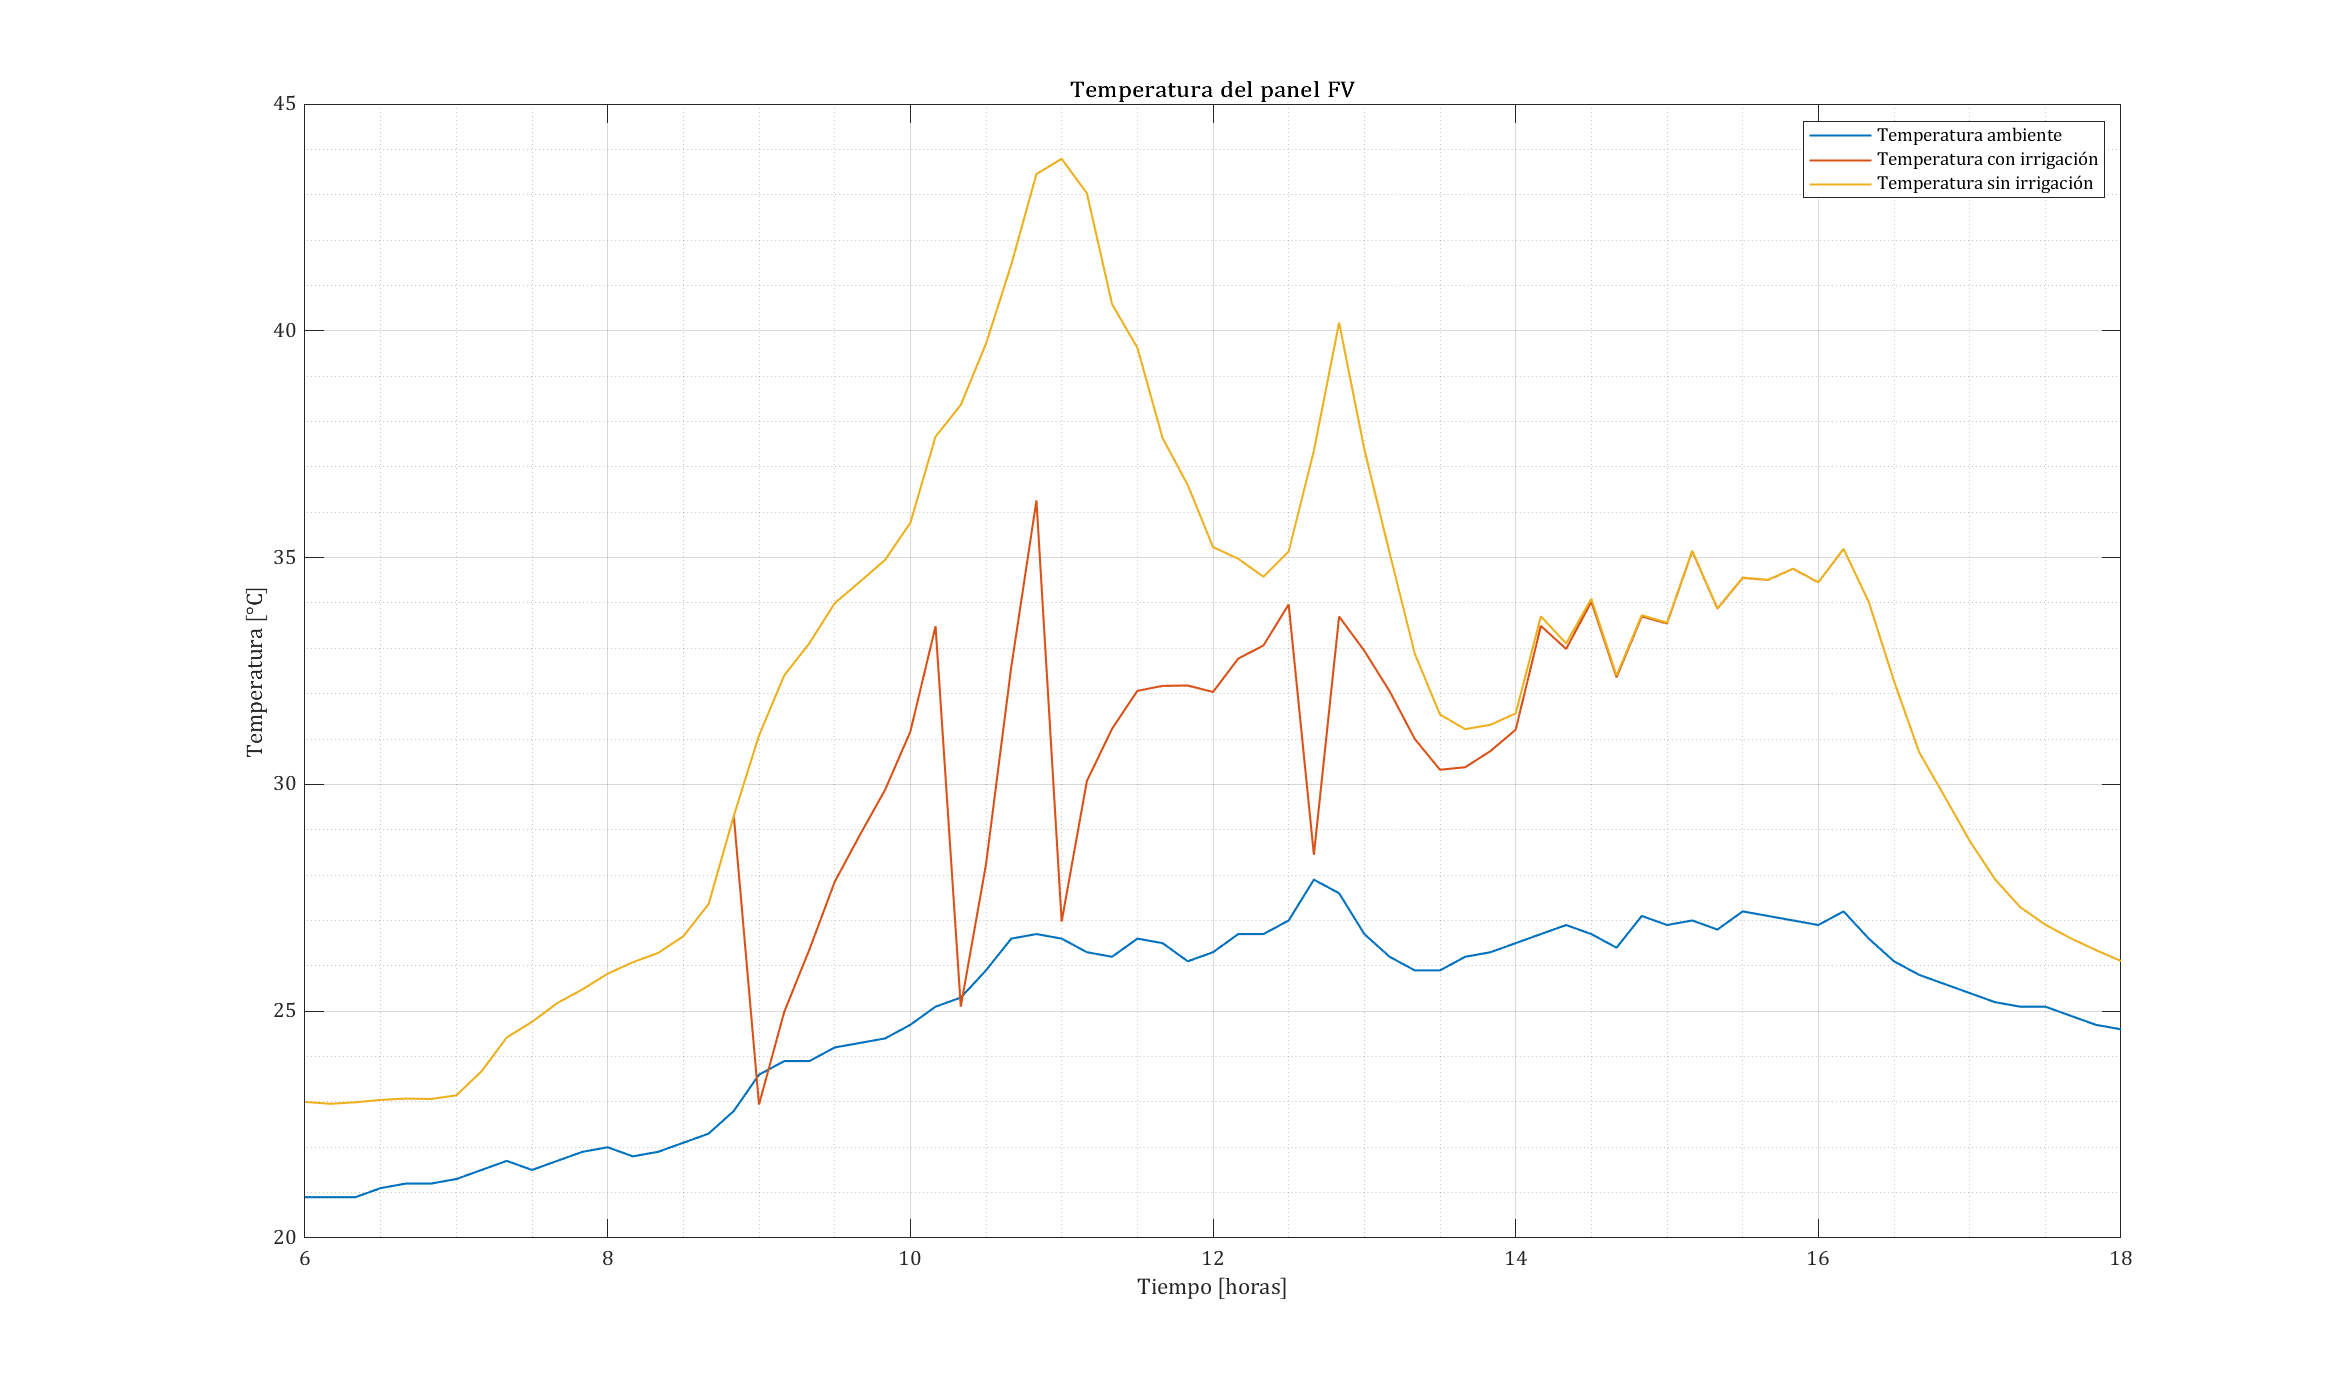 Temperatura del panel FV
45
40
35
30
25
20
Temperatura [°C]
Temperatura ambiente
Temperatura con irrigación
Temperatura sin irrigación
6 8 10 12 14 16 18
Tiempo [horas]